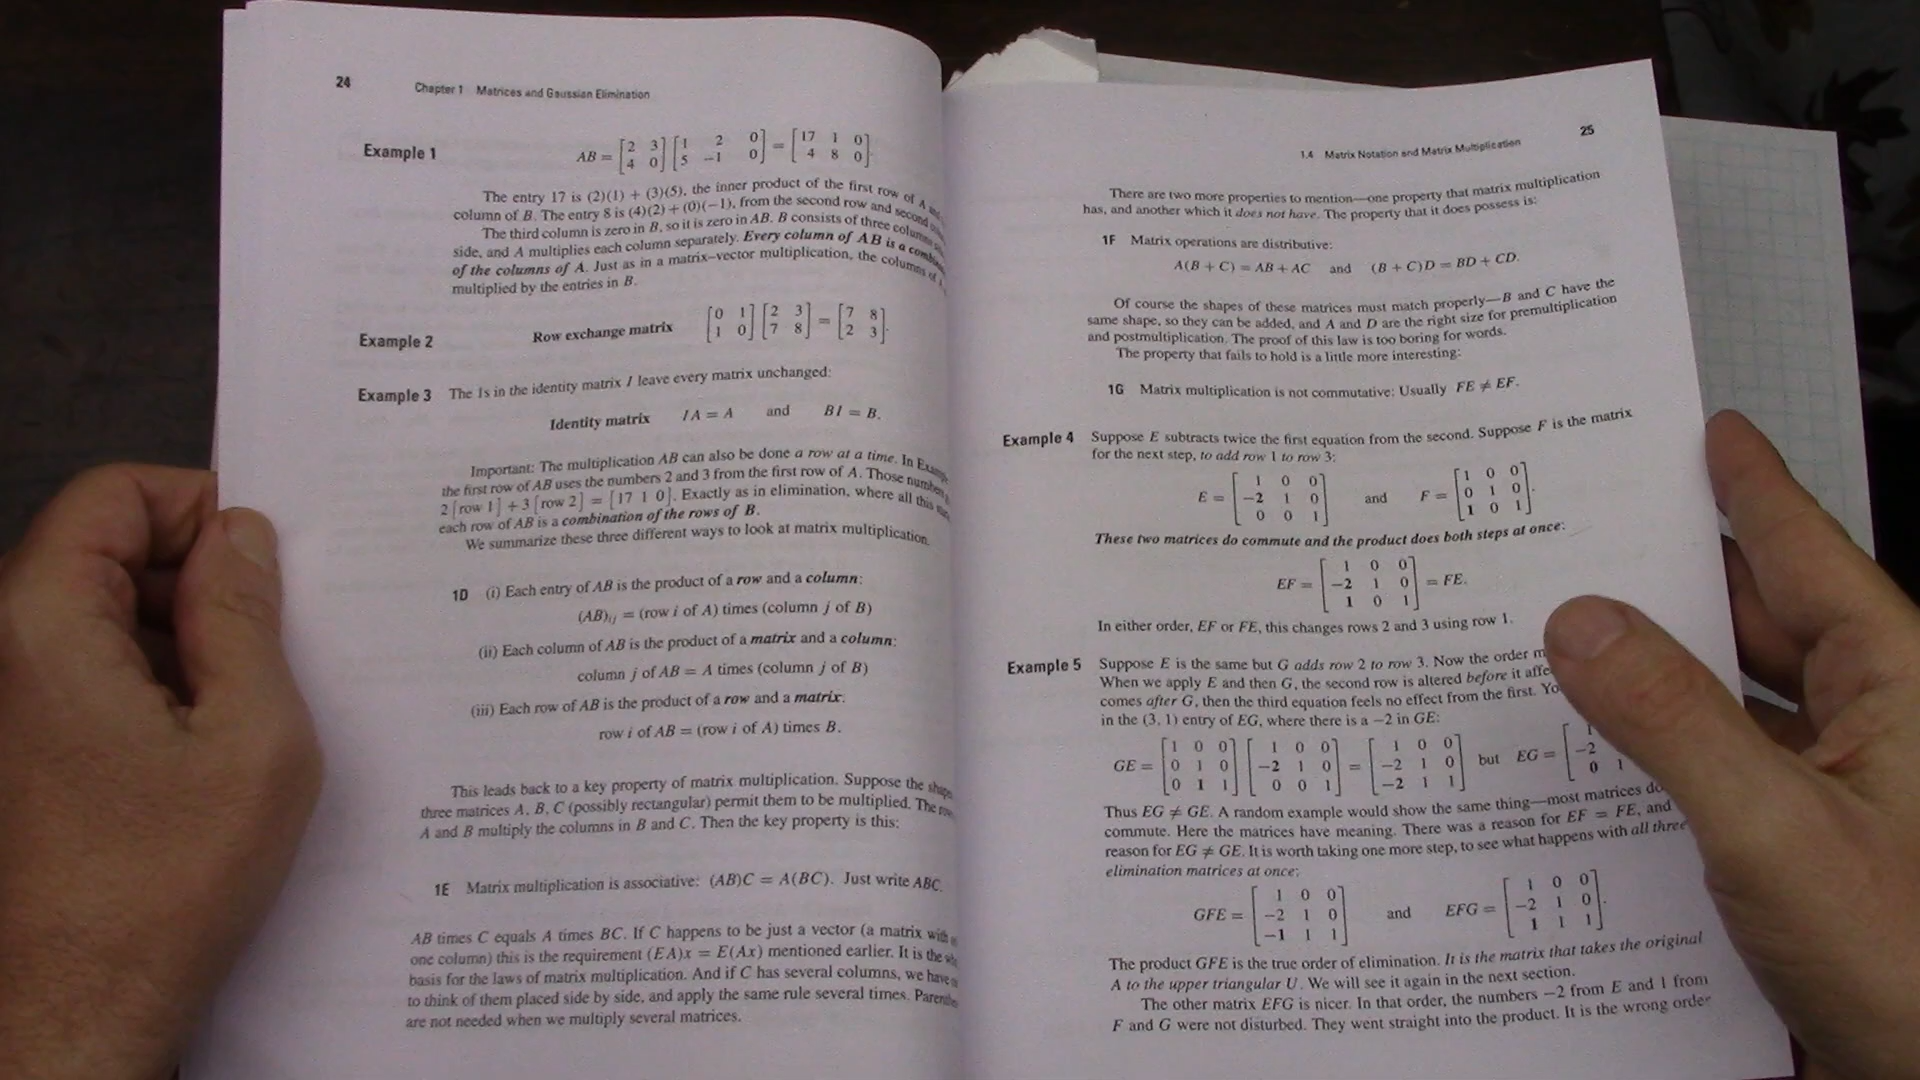 24
Chapter 1 Matrices and Gaussian Elimination
Example 1
AB = [2 3; 4 0] [1 2 0; 5 −1 0] = [17 1 0; 4 8 0].
The entry 17 is (2)(1) + (3)(5), the inner product of the first row of A and
column of B. The entry 8 is (4)(2) + (0)(−1), from the second row and second
The third column is zero in B, so it is zero in AB. B consists of three columns
side, and A multiplies each column separately. Every column of AB is a
of the columns of A. Just as in a matrix–vector multiplication, the columns of
multiplied by the entries in B.
Example 2 Row exchange matrix [0 1; 1 0] [2 3; 7 8] = [7 8; 2 3].
Example 3 The 1s in the identity matrix I leave every matrix unchanged:
Identity matrix IA = A and BI = B.
Important: The multiplication AB can also be done a row at a time. In
the first row of AB uses the numbers 2 and 3 from the first row of A. Those numbers
2 [row 1] + 3 [row 2] = [17 1 0]. Exactly as in elimination, where all this
each row of AB is a combination of the rows of B.
We summarize these three different ways to look at matrix multiplication.
1D (i) Each entry of AB is the product of a row and a column:
(AB)ij = (row i of A) times (column j of B)
(ii) Each column of AB is the product of a matrix and a column:
column j of AB = A times (column j of B)
(iii) Each row of AB is the product of a row and a matrix:
row i of AB = (row i of A) times B.
This leads back to a key property of matrix multiplication. Suppose the
three matrices A, B, C (possibly rectangular) permit them to be multiplied. The
A and B multiply the columns in B and C. Then the key property is this:
1E Matrix multiplication is associative: (AB)C = A(BC). Just write ABC.
AB times C equals A times BC. If C happens to be just a vector (a matrix with
one column) this is the requirement (EA)x = E(Ax) mentioned earlier. It is the
basis for the laws of matrix multiplication. And if C has several columns, we have
to think of them placed side by side, and apply the same rule several times.
are not needed when we multiply several matrices.
25
1.4 Matrix Notation and Matrix Multiplication
There are two more properties to mention—one property that matrix multiplication
has, and another which it does not have. The property that it does possess is:
1F Matrix operations are distributive:
A(B + C) = AB + AC and (B + C)D = BD + CD.
Of course the shapes of these matrices must match properly—B and C have the
same shape, so they can be added, and A and D are the right size for premultiplication
and postmultiplication. The proof of this law is too boring for words.
The property that fails to hold is a little more interesting:
1G Matrix multiplication is not commutative: Usually FE ≠ EF.
Example 4 Suppose E subtracts twice the first equation from the second. Suppose F is the matrix
for the next step, to add row 1 to row 3:
E = [1 0 0; −2 1 0; 0 0 1] and F = [1 0 0; 0 1 0; 1 0 1].
These two matrices do commute and the product does both steps at once:
EF = [1 0 0; −2 1 0; 1 0 1] = FE.
In either order, EF or FE, this changes rows 2 and 3 using row 1.
Example 5 Suppose E is the same but G adds row 2 to row 3. Now the order
When we apply E and then G, the second row is altered before it
comes after G, then the third equation feels no effect from the first.
in the (3, 1) entry of EG, where there is a −2 in GE:
GE = [1 0 0; 0 1 0; 0 1 1] [1 0 0; −2 1 0; 0 0 1] = [1 0 0; −2 1 0; −2 1 1] but EG = [1; −2; 0 1
Thus EG ≠ GE. A random example would show the same thing—most matrices
commute. Here the matrices have meaning. There was a reason for EF = FE, and
reason for EG ≠ GE. It is worth taking one more step, to see what happens with all three
elimination matrices at once:
GFE = [1 0 0; −2 1 0; −1 1 1] and EFG = [1 0 0; −2 1 0; 1 1 1].
The product GFE is the true order of elimination. It is the matrix that takes the original
A to the upper triangular U. We will see it again in the next section.
The other matrix EFG is nicer. In that order, the numbers −2 from E and 1 from
F and G were not disturbed. They went straight into the product. It is the wrong order